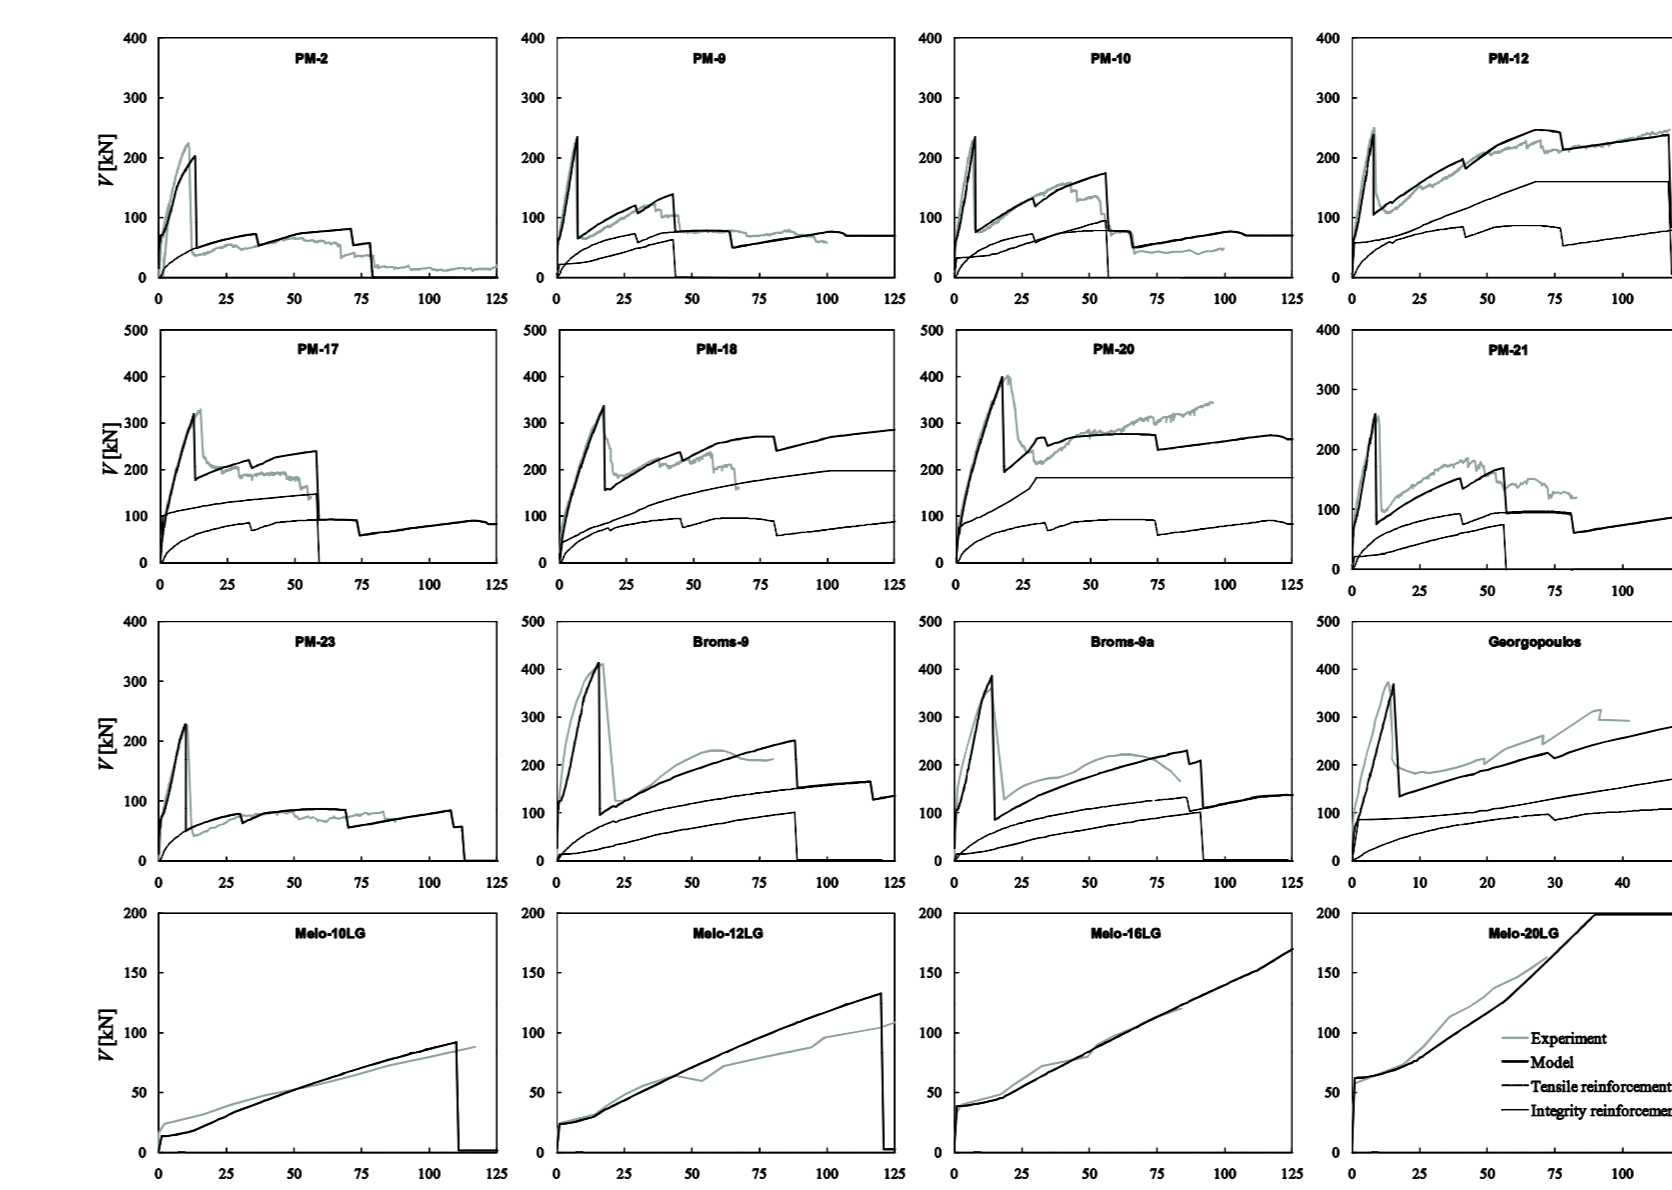 PM-2 PM-9 PM-10 PM-12
400 400 400 400
300 300 300 300
V [kN] 200 200 200 200
100 100 100 100
0 0 0 0
0 25 50 75 100 125 0 25 50 75 100 125 0 25 50 75 100 125 0 25 50 75 100
PM-17 PM-18 PM-20 PM-21
500 500 500 400
400 400 400 300
V [kN] 300 300 300 200
200 200 200 100
100 100 100 0
0 0 0
0 25 50 75 100 125 0 25 50 75 100 125 0 25 50 75 100 125 0 25 50 75 100
PM-23 Broms-9 Broms-9a Georgopoulos
400 500 500 500
300 400 400 400
V [kN] 200 300 300 300
100 200 200 200
0 100 100 100
0 0 0
0 25 50 75 100 125 0 25 50 75 100 125 0 25 50 75 100 125 0 10 20 30 40
Melo-10LG Melo-12LG Melo-16LG Melo-20LG
200 200 200 200
150 150 150 150
V [kN] 100 100 100 100
50 50 50 50
0 0 0 0
0 25 50 75 100 125 0 25 50 75 100 125 0 25 50 75 100 125 0 25 50 75 100
Experiment
Model
Tensile reinforcement
Integrity